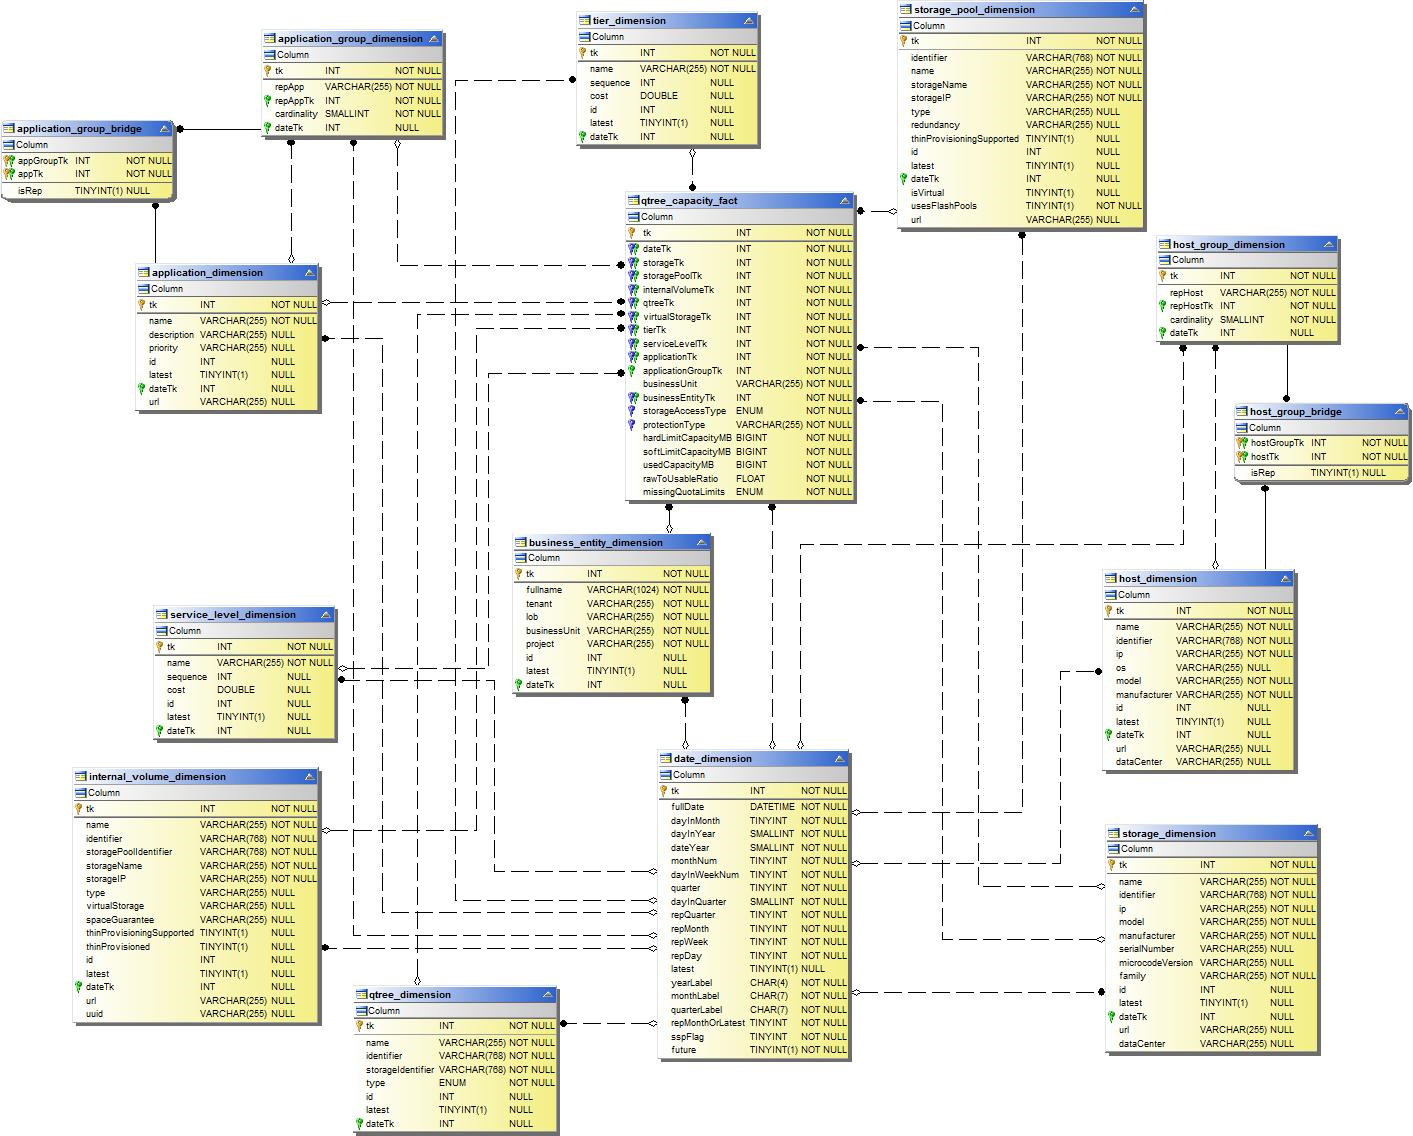 application_group_dimension
Column
tk INT NOT NULL
repApp VARCHAR(255) NOT NULL
repAppTk INT NOT NULL
cardinality SMALLINT NOT NULL
dateTk INT NULL
application_group_bridge
Column
appGroupTk INT NOT NULL
appTk INT NOT NULL
isRep TINYINT(1) NULL
application_dimension
Column
tk INT NOT NULL
name VARCHAR(255) NOT NULL
description VARCHAR(255) NULL
priority VARCHAR(255) NULL
id INT NULL
latest TINYINT(1) NULL
dateTk INT NULL
url VARCHAR(255) NULL
tier_dimension
Column
tk INT NOT NULL
name VARCHAR(255) NOT NULL
sequence INT NULL
cost DOUBLE NULL
id INT NULL
latest TINYINT(1) NULL
dateTk INT NULL
storage_pool_dimension
Column
tk INT NOT NULL
identifier VARCHAR(768) NOT NULL
name VARCHAR(255) NOT NULL
storageName VARCHAR(255) NOT NULL
storageIP VARCHAR(255) NOT NULL
type VARCHAR(255) NULL
redundancy VARCHAR(255) NULL
thinProvisioningSupported TINYINT(1) NULL
id INT NULL
latest TINYINT(1) NULL
dateTk INT NULL
isVirtual TINYINT(1) NULL
usesFlashPools TINYINT(1) NOT NULL
url VARCHAR(255) NULL
qtree_capacity_fact
Column
tk INT NOT NULL
dateTk INT NOT NULL
storageTk INT NOT NULL
storagePoolTk INT NOT NULL
internalVolumeTk INT NOT NULL
qtreeTk INT NOT NULL
virtualStorageTk INT NOT NULL
tierTk INT NOT NULL
serviceLevelTk INT NOT NULL
applicationTk INT NOT NULL
applicationGroupTk INT NOT NULL
businessUnit VARCHAR(255) NOT NULL
businessEntityTk INT NOT NULL
storageAccessType ENUM NOT NULL
protectionType VARCHAR(255) NOT NULL
hardLimitCapacityMB BIGINT NOT NULL
softLimitCapacityMB BIGINT NOT NULL
usedCapacityMB BIGINT NOT NULL
rawToUsableRatio FLOAT NOT NULL
missingQuotaLimits ENUM NOT NULL
host_group_dimension
Column
tk INT NOT NULL
repHost VARCHAR(255) NOT NULL
repHostTk INT NOT NULL
cardinality SMALLINT NOT NULL
dateTk INT NULL
host_group_bridge
Column
hostGroupTk INT NOT NULL
hostTk INT NOT NULL
isRep TINYINT(1) NULL
business_entity_dimension
Column
tk INT NOT NULL
fullname VARCHAR(1024) NOT NULL
tenant VARCHAR(255) NOT NULL
lob VARCHAR(255) NOT NULL
businessUnit VARCHAR(255) NOT NULL
project VARCHAR(255) NOT NULL
id INT NULL
latest TINYINT(1) NULL
dateTk INT NULL
host_dimension
Column
tk INT NOT NULL
name VARCHAR(255) NOT NULL
identifier VARCHAR(768) NOT NULL
ip VARCHAR(255) NOT NULL
os VARCHAR(255) NULL
model VARCHAR(255) NOT NULL
manufacturer VARCHAR(255) NOT NULL
id INT NULL
latest TINYINT(1) NULL
dateTk INT NULL
url VARCHAR(255) NULL
dataCenter VARCHAR(255) NULL
service_level_dimension
Column
tk INT NOT NULL
name VARCHAR(255) NOT NULL
sequence INT NULL
cost DOUBLE NULL
id INT NULL
latest TINYINT(1) NULL
dateTk INT NULL
internal_volume_dimension
Column
tk INT NOT NULL
name VARCHAR(255) NOT NULL
identifier VARCHAR(768) NOT NULL
storagePoolIdentifier VARCHAR(768) NOT NULL
storageName VARCHAR(255) NOT NULL
storageIP VARCHAR(255) NOT NULL
type VARCHAR(255) NULL
virtualStorage VARCHAR(255) NULL
spaceGuarantee VARCHAR(255) NULL
thinProvisioningSupported TINYINT(1) NULL
thinProvisioned TINYINT(1) NULL
id INT NULL
latest TINYINT(1) NULL
dateTk INT NULL
url VARCHAR(255) NULL
uuid VARCHAR(255) NULL
date_dimension
Column
tk INT NOT NULL
fullDate DATETIME NOT NULL
dayInMonth TINYINT NOT NULL
dayInYear SMALLINT NOT NULL
dateYear SMALLINT NOT NULL
monthNum TINYINT NOT NULL
dayInWeekNum TINYINT NOT NULL
quarter TINYINT NOT NULL
dayInQuarter SMALLINT NOT NULL
repQuarter TINYINT NOT NULL
repMonth TINYINT NOT NULL
repWeek TINYINT NOT NULL
repDay TINYINT NOT NULL
latest TINYINT(1) NULL
yearLabel CHAR(4) NOT NULL
monthLabel CHAR(7) NOT NULL
quarterLabel CHAR(7) NOT NULL
repMonthOrLatest TINYINT NOT NULL
sspFlag TINYINT NOT NULL
future TINYINT(1) NOT NULL
storage_dimension
Column
tk INT NOT NULL
name VARCHAR(255) NOT NULL
identifier VARCHAR(768) NOT NULL
ip VARCHAR(255) NOT NULL
model VARCHAR(255) NOT NULL
manufacturer VARCHAR(255) NOT NULL
serialNumber VARCHAR(255) NULL
microcodeVersion VARCHAR(255) NULL
family VARCHAR(255) NOT NULL
id INT NULL
latest TINYINT(1) NULL
dateTk INT NULL
url VARCHAR(255) NULL
dataCenter VARCHAR(255) NULL
qtree_dimension
Column
tk INT NOT NULL
name VARCHAR(255) NOT NULL
identifier VARCHAR(768) NOT NULL
storageIdentifier VARCHAR(768) NOT NULL
type ENUM NOT NULL
id INT NULL
latest TINYINT(1) NULL
dateTk INT NULL